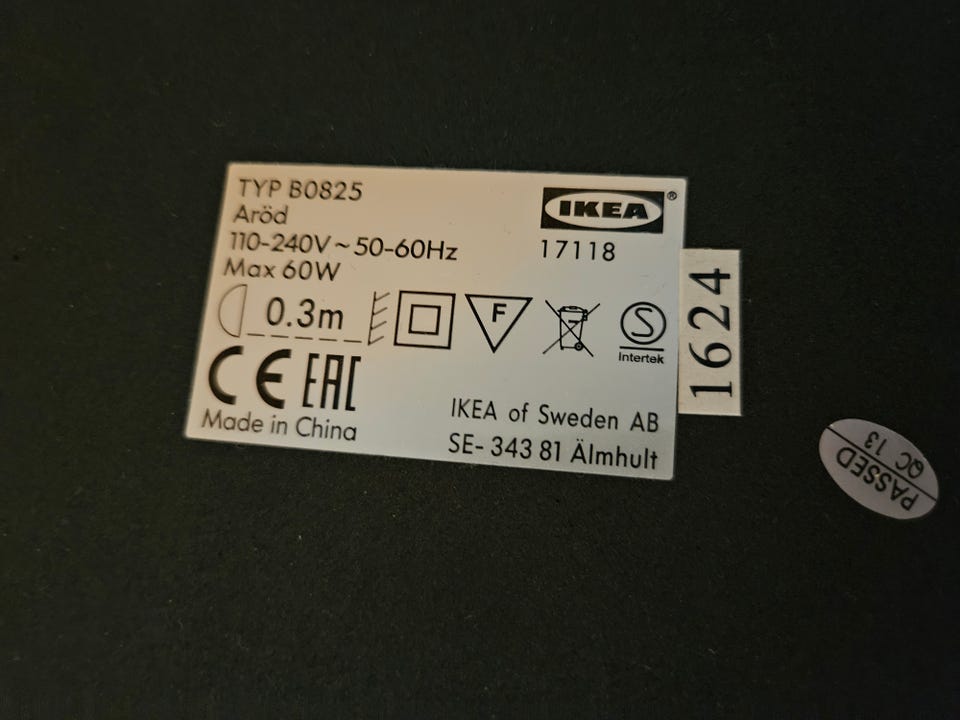 TYP B0825
Aröd
110-240V~50-60Hz
Max 60W
IKEA®
17118
0.3m
F
S
Intertek
CE EAC
Made in China
IKEA of Sweden AB
SE- 343 81 Älmhult
1624
PASSED
QC 13